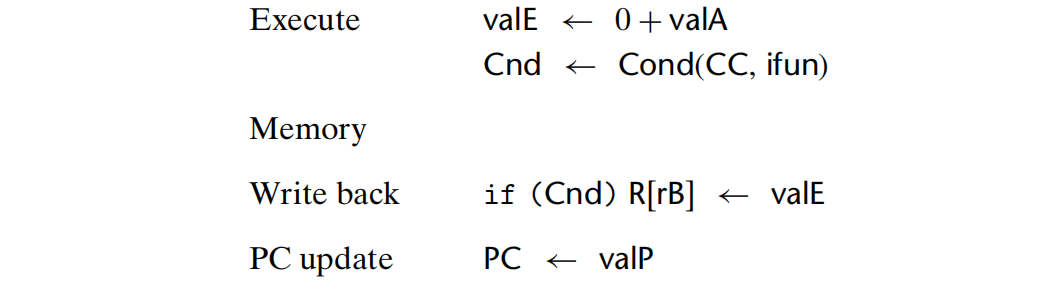 Execute valE ← 0 + valA
Cnd ← Cond(CC, ifun)
Memory
Write back if (Cnd) R[rB] ← valE
PC update PC ← valP